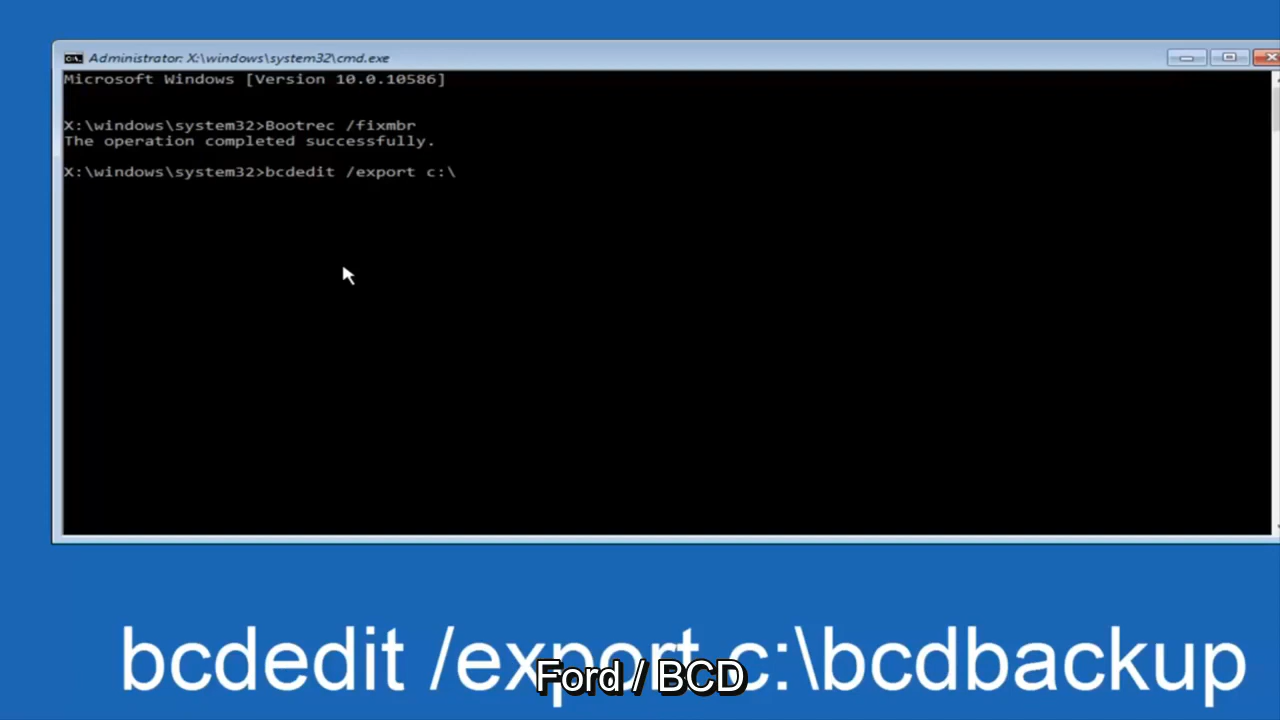 Administrator: X:\windows\system32\cmd.exe
Microsoft Windows [Version 10.0.10586]
X:\windows\system32>Bootrec /fixmbr
The operation completed successfully.
X:\windows\system32>bcdedit /export c:\
bcdedit /export c:\bcdbackup
Ford / BCD